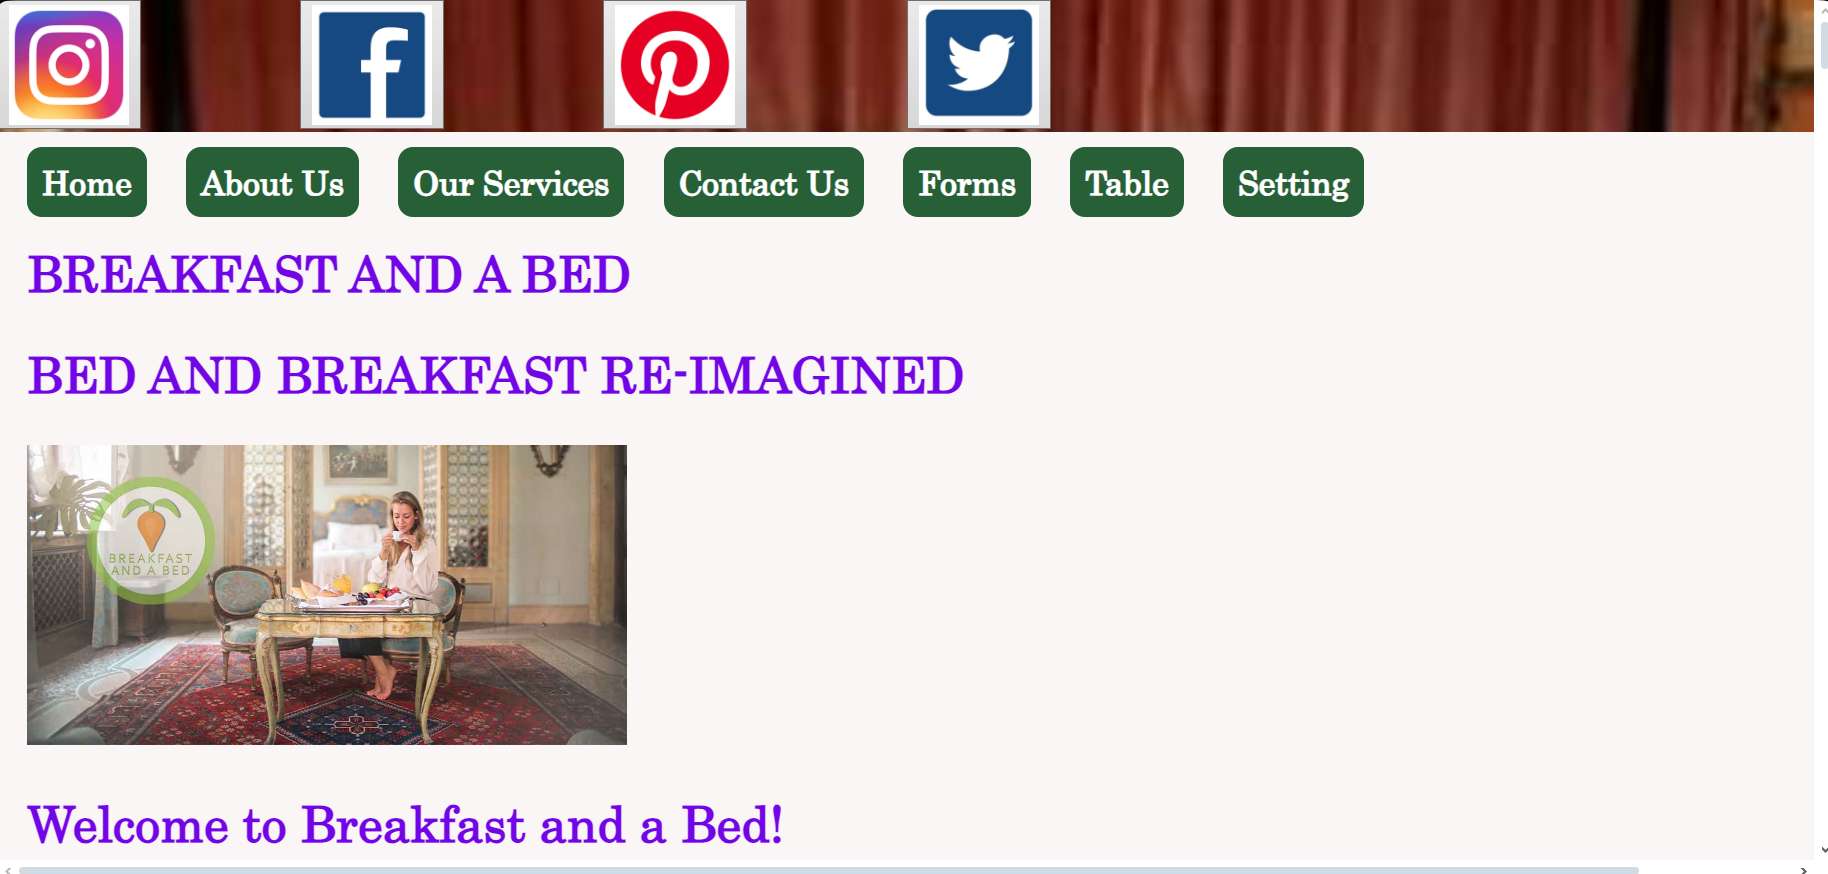 Home About Us Our Services Contact Us Forms Table Setting
BREAKFAST AND A BED
BED AND BREAKFAST RE-IMAGINED
BREAKFAST
AND A BED
Welcome to Breakfast and a Bed!